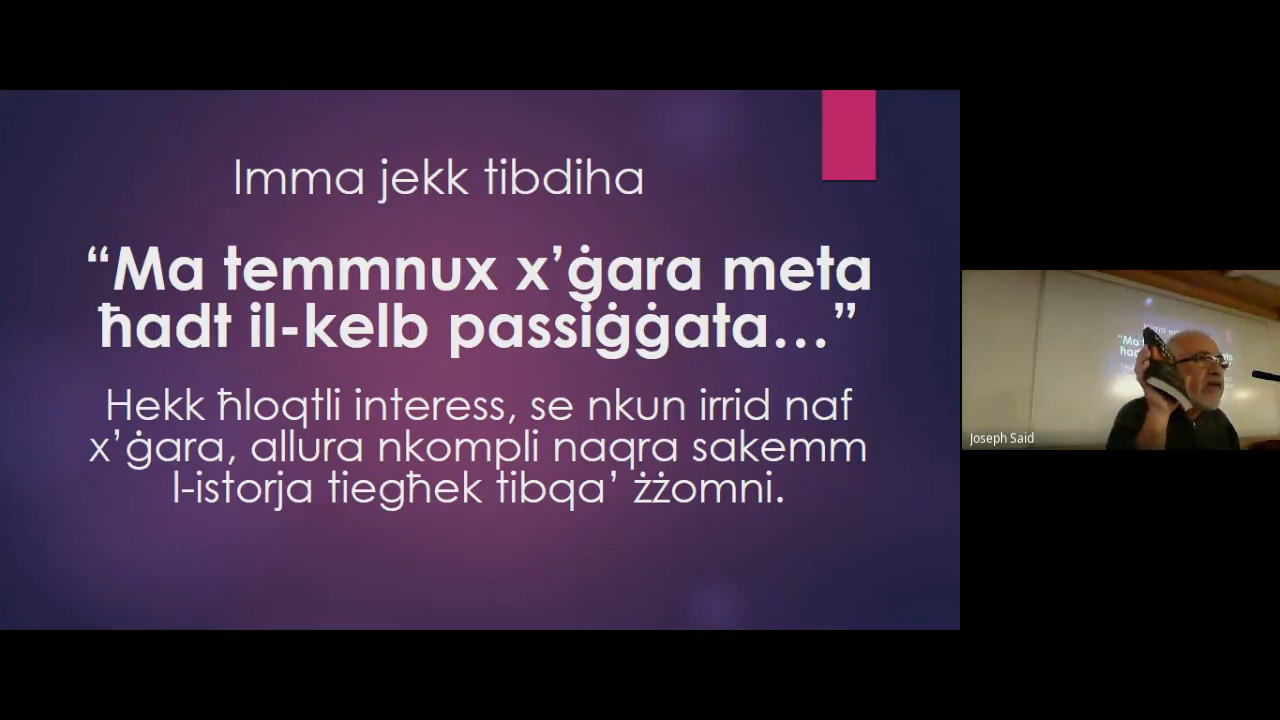 Imma jekk tibdiha
“Ma temmnux x’ġara meta
ħadt il-kelb passiġġata…”
Hekk ħloqtli interess, se nkun irrid naf
x’ġara, allura nkompli naqra sakemm
l-istorja tiegħek tibqa’ żżomni.
Joseph Said